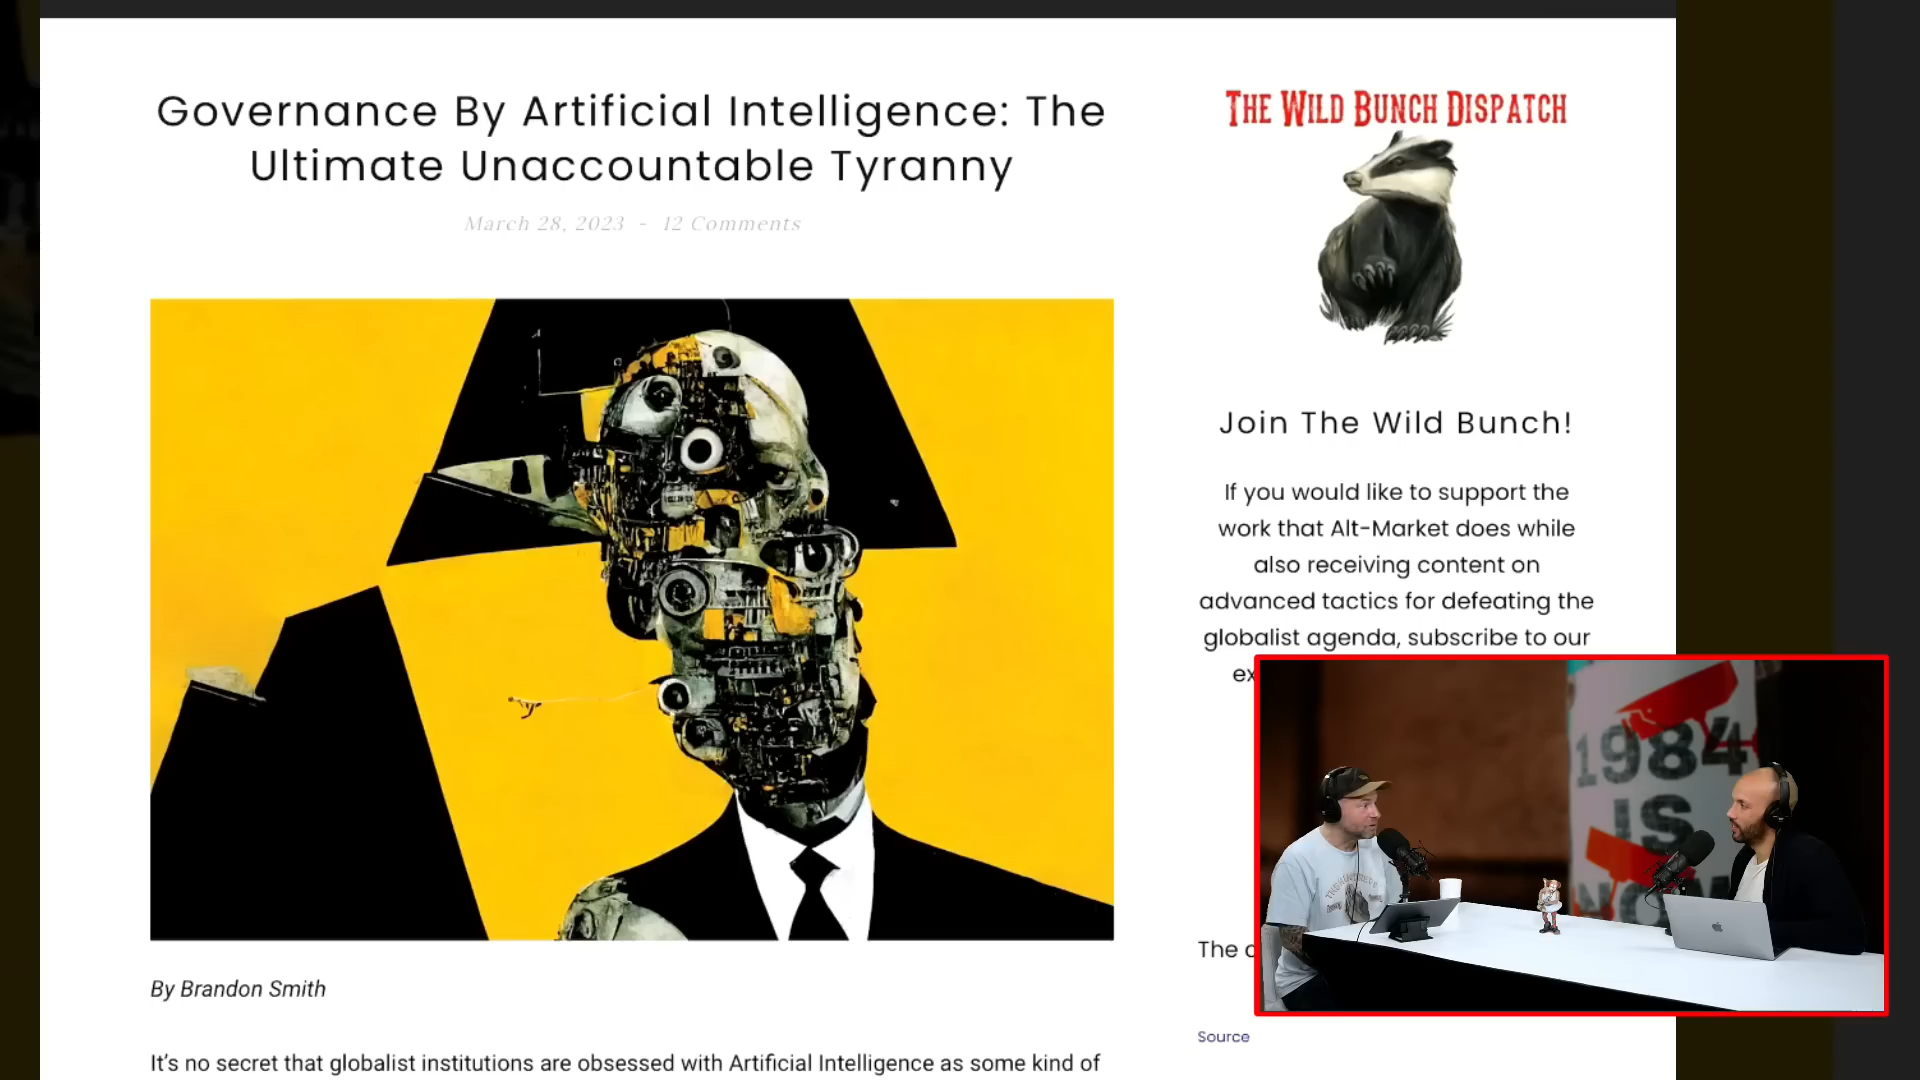 Governance By Artificial Intelligence: The
Ultimate Unaccountable Tyranny
March 28, 2023 - 12 Comments
By Brandon Smith
It's no secret that globalist institutions are obsessed with Artificial Intelligence as some kind of
THE WILD BUNCH DISPATCH
Join The Wild Bunch!
If you would like to support the
work that Alt-Market does while
also receiving content on
advanced tactics for defeating the
globalist agenda, subscribe to our
The
Source
1984
IS
NOW